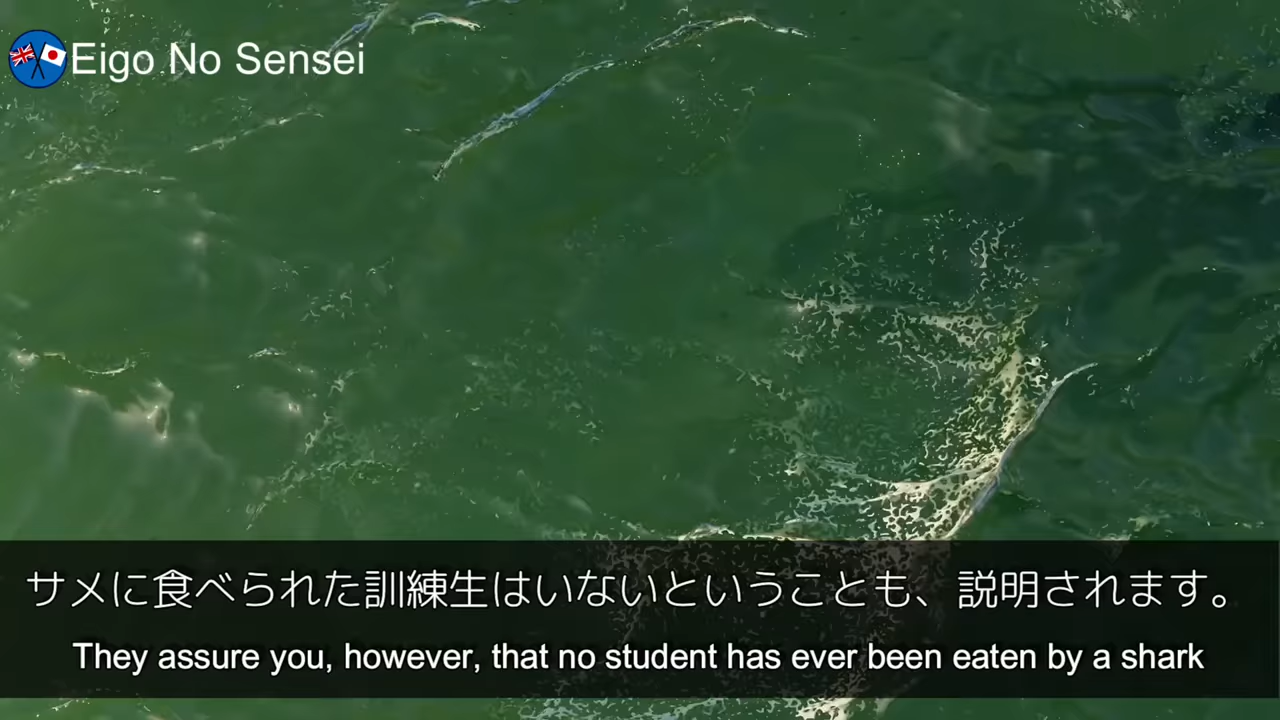 Eigo No Sensei
サメに食べられた訓練生はいないということも、説明されます。
They assure you, however, that no student has ever been eaten by a shark